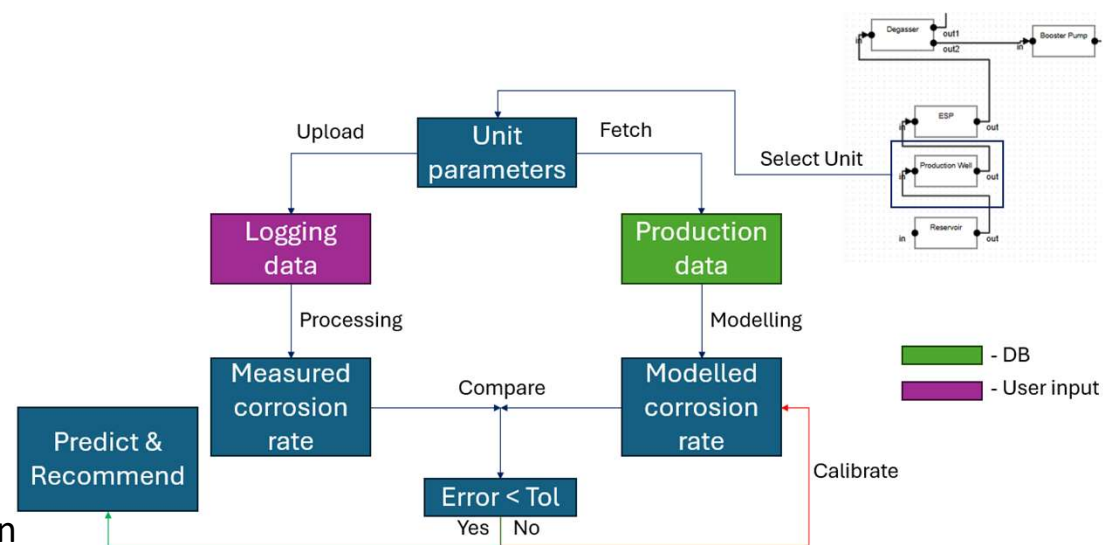 Degasser
in
out1
out2
in
Booster Pump
ESP
in
out
Production Well
in
out
Reservoir
in
out
Select Unit
Upload
Unit
parameters
Fetch
Logging
data
Production
data
Processing
Modelling
- DB
- User input
Measured
corrosion
rate
Compare
Modelled
corrosion
rate
Predict &
Recommend
Calibrate
Error < Tol
Yes
No
n